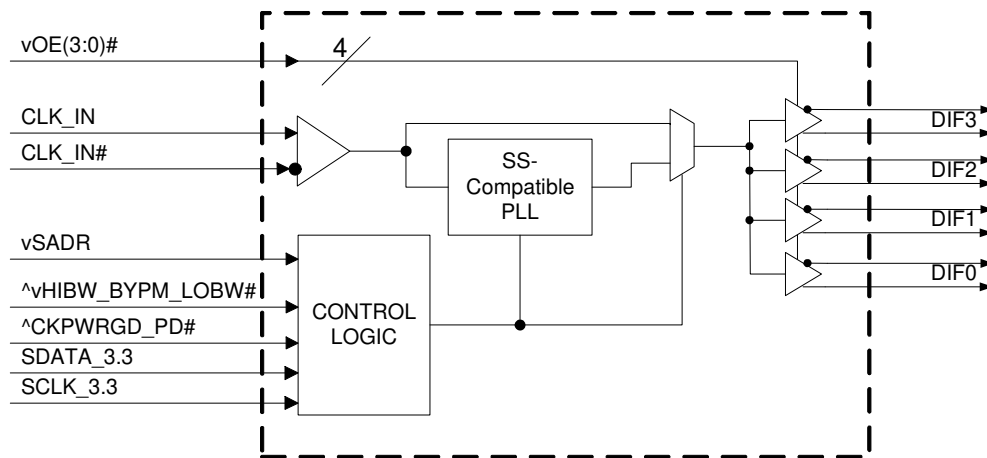 vOE(3:0)#
4
CLK_IN
CLK_IN#
SS-
Compatible
PLL
DIF3
DIF2
DIF1
DIF0
vSADR
^vHIBW_BYPM_LOBW#
^CKPWRGD_PD#
SDATA_3.3
SCLK_3.3
CONTROL
LOGIC